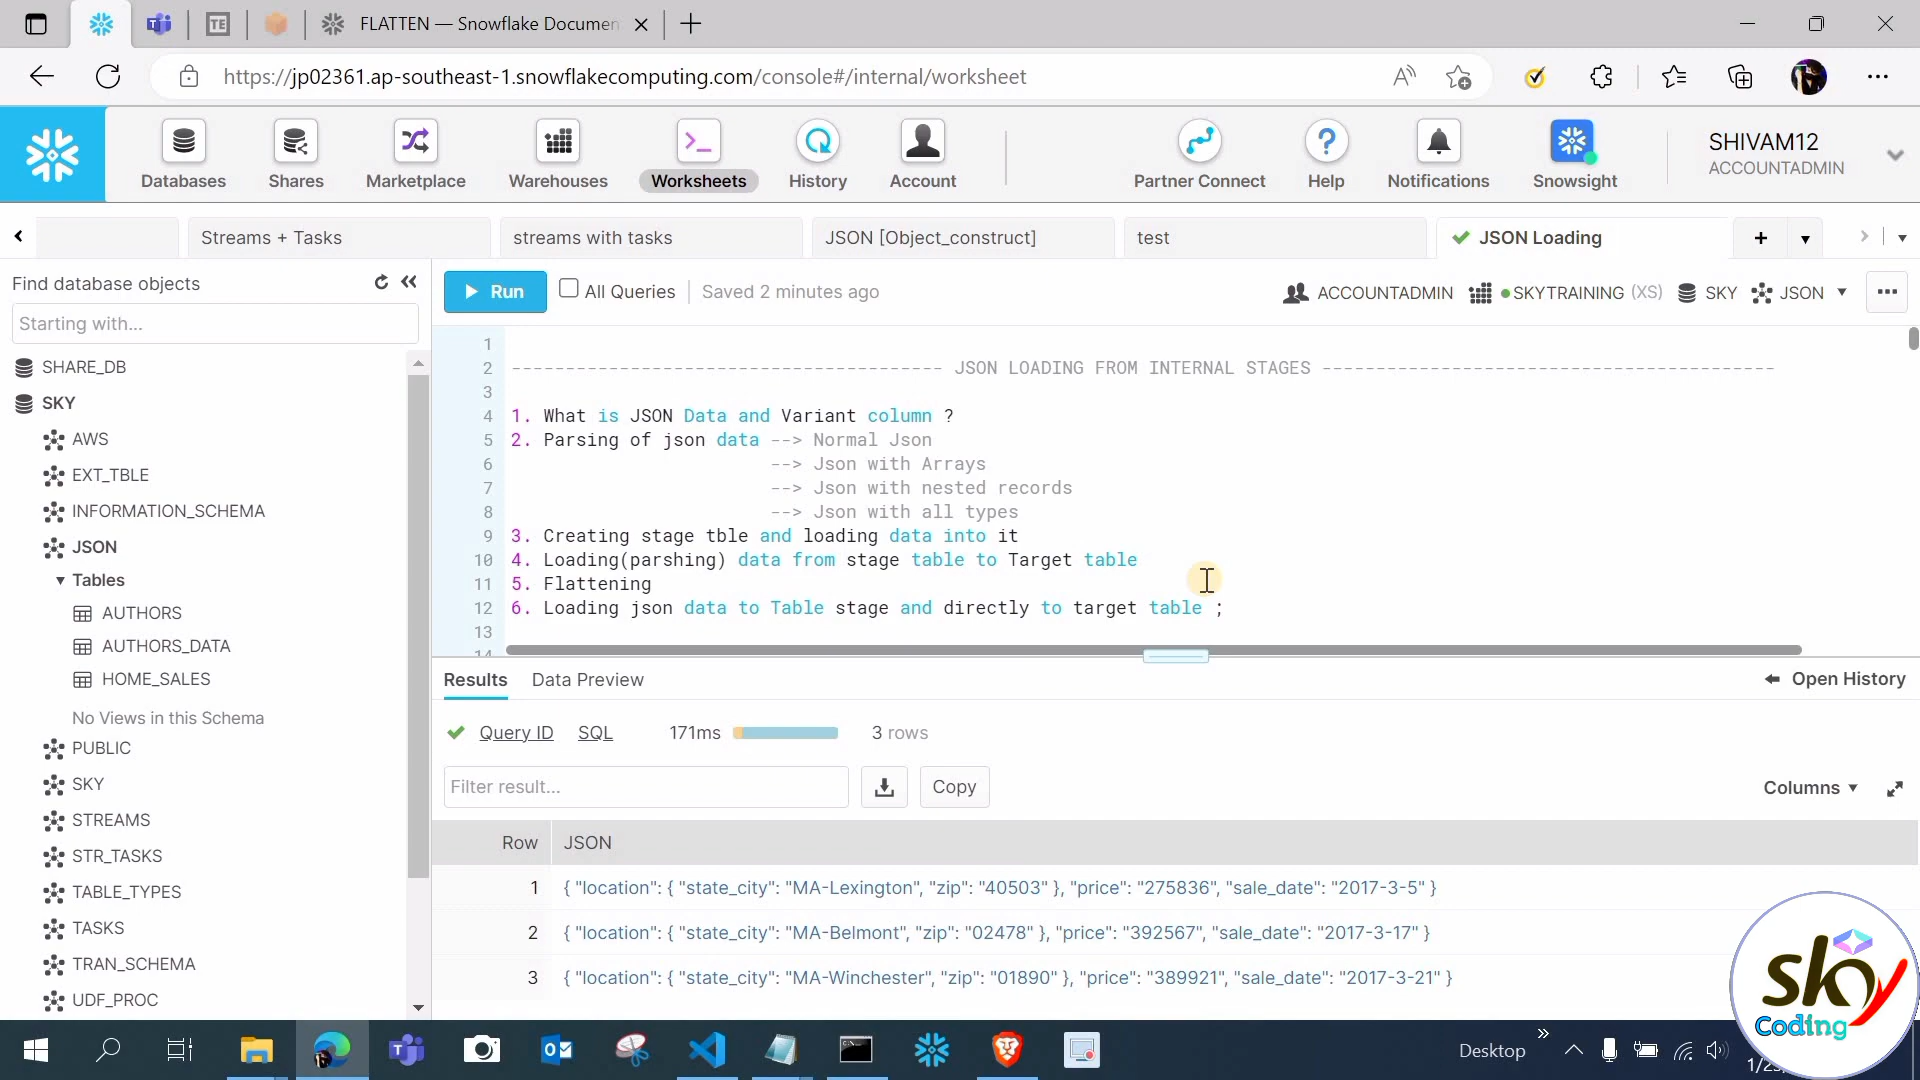 FLATTEN — Snowflake Documen
https://jp02361.ap-southeast-1.snowflakecomputing.com/console#/internal/worksheet
Databases
Shares
Marketplace
Warehouses
Worksheets
History
Account
Partner Connect
Help
Notifications
Snowsight
SHIVAM12
ACCOUNTADMIN
Streams + Tasks
streams with tasks
JSON [Object_construct]
test
JSON Loading
Find database objects
Starting with...
SHARE_DB
SKY
AWS
EXT_TBLE
INFORMATION_SCHEMA
JSON
Tables
AUTHORS
AUTHORS_DATA
HOME_SALES
No Views in this Schema
PUBLIC
SKY
STREAMS
STR_TASKS
TABLE_TYPES
TASKS
TRAN_SCHEMA
UDF_PROC
Run
All Queries
Saved 2 minutes ago
ACCOUNTADMIN
SKYTRAINING (XS)
SKY
JSON
1
2 ---------------------------------------- JSON LOADING FROM INTERNAL STAGES ------------------------------------------
3
4 1. What is JSON Data and Variant column ?
5 2. Parsing of json data --> Normal Json
6 --> Json with Arrays
7 --> Json with nested records
8 --> Json with all types
9 3. Creating stage tble and loading data into it
10 4. Loading(parshing) data from stage table to Target table
11 5. Flattening
12 6. Loading json data to Table stage and directly to target table ;
13
14
Results
Data Preview
Open History
Query ID
SQL
171ms
3 rows
Filter result...
Copy
Columns
Row JSON
1 { "location": { "state_city": "MA-Lexington", "zip": "40503" }, "price": "275836", "sale_date": "2017-3-5" }
2 { "location": { "state_city": "MA-Belmont", "zip": "02478" }, "price": "392567", "sale_date": "2017-3-17" }
3 { "location": { "state_city": "MA-Winchester", "zip": "01890" }, "price": "389921", "sale_date": "2017-3-21" }
sky
Coding
Desktop